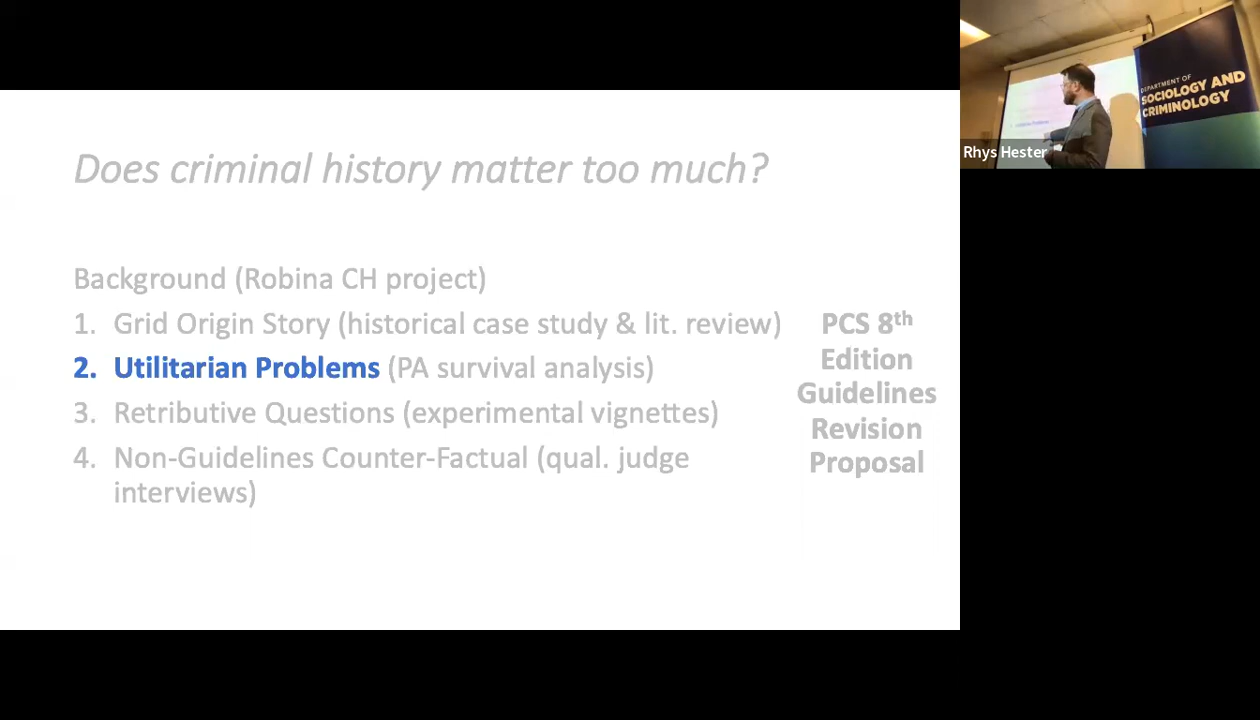 Does criminal history matter too much?
Background (Robina CH project)
1. Grid Origin Story (historical case study & lit. review)
2. Utilitarian Problems (PA survival analysis)
3. Retributive Questions (experimental vignettes)
4. Non-Guidelines Counter-Factual (qual. judge
interviews)
PCS 8th
Edition
Guidelines
Revision
Proposal
DEPARTMENT OF
SOCIOLOGY AND
CRIMINOLOGY
Rhys Hester